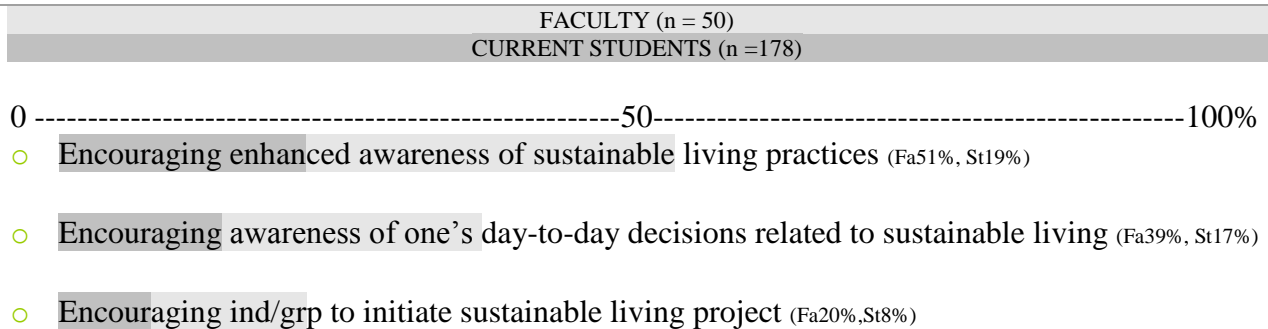 FACULTY (n = 50)
CURRENT STUDENTS (n =178)
0 -------------------------------------------------------50--------------------------------------------------100%
o Encouraging enhanced awareness of sustainable living practices (Fa51%, St19%)
o Encouraging awareness of one’s day-to-day decisions related to sustainable living (Fa39%, St17%)
o Encouraging ind/grp to initiate sustainable living project (Fa20%,St8%)